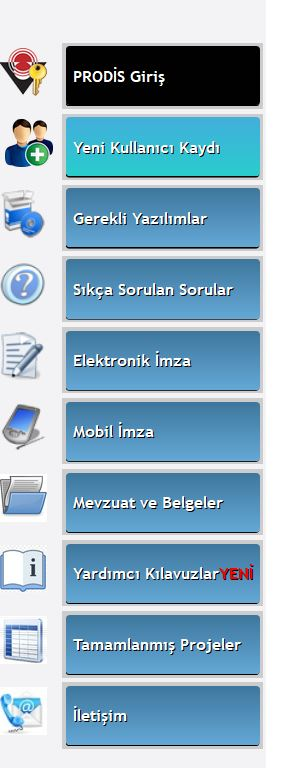 PRODİS Giriş
Yeni Kullanıcı Kaydı
Gerekli Yazılımlar
Sıkça Sorulan Sorular
Elektronik İmza
Mobil İmza
Mevzuat ve Belgeler
Yardımcı KılavuzlarYENİ
Tamamlanmış Projeler
İletişim